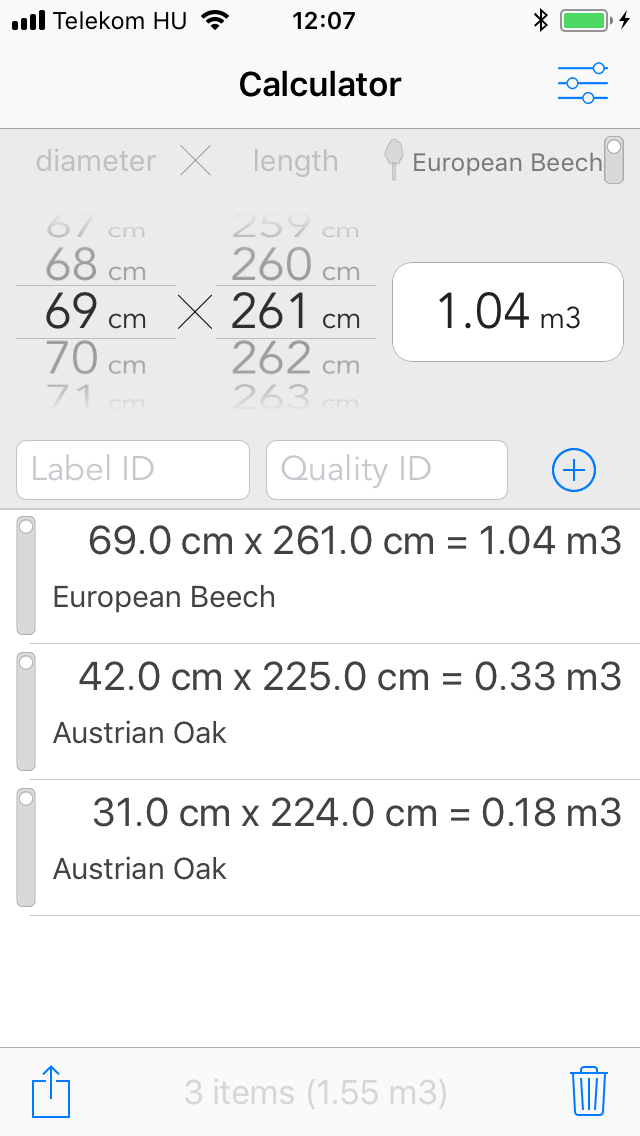 Telekom HU 12:07
Calculator
diameter × length European Beech
67 cm 259 cm
68 cm 260 cm
69 cm × 261 cm 1.04 m3
70 cm 262 cm
71 cm 263 cm
Label ID Quality ID
69.0 cm x 261.0 cm = 1.04 m3
European Beech
42.0 cm x 225.0 cm = 0.33 m3
Austrian Oak
31.0 cm x 224.0 cm = 0.18 m3
Austrian Oak
3 items (1.55 m3)